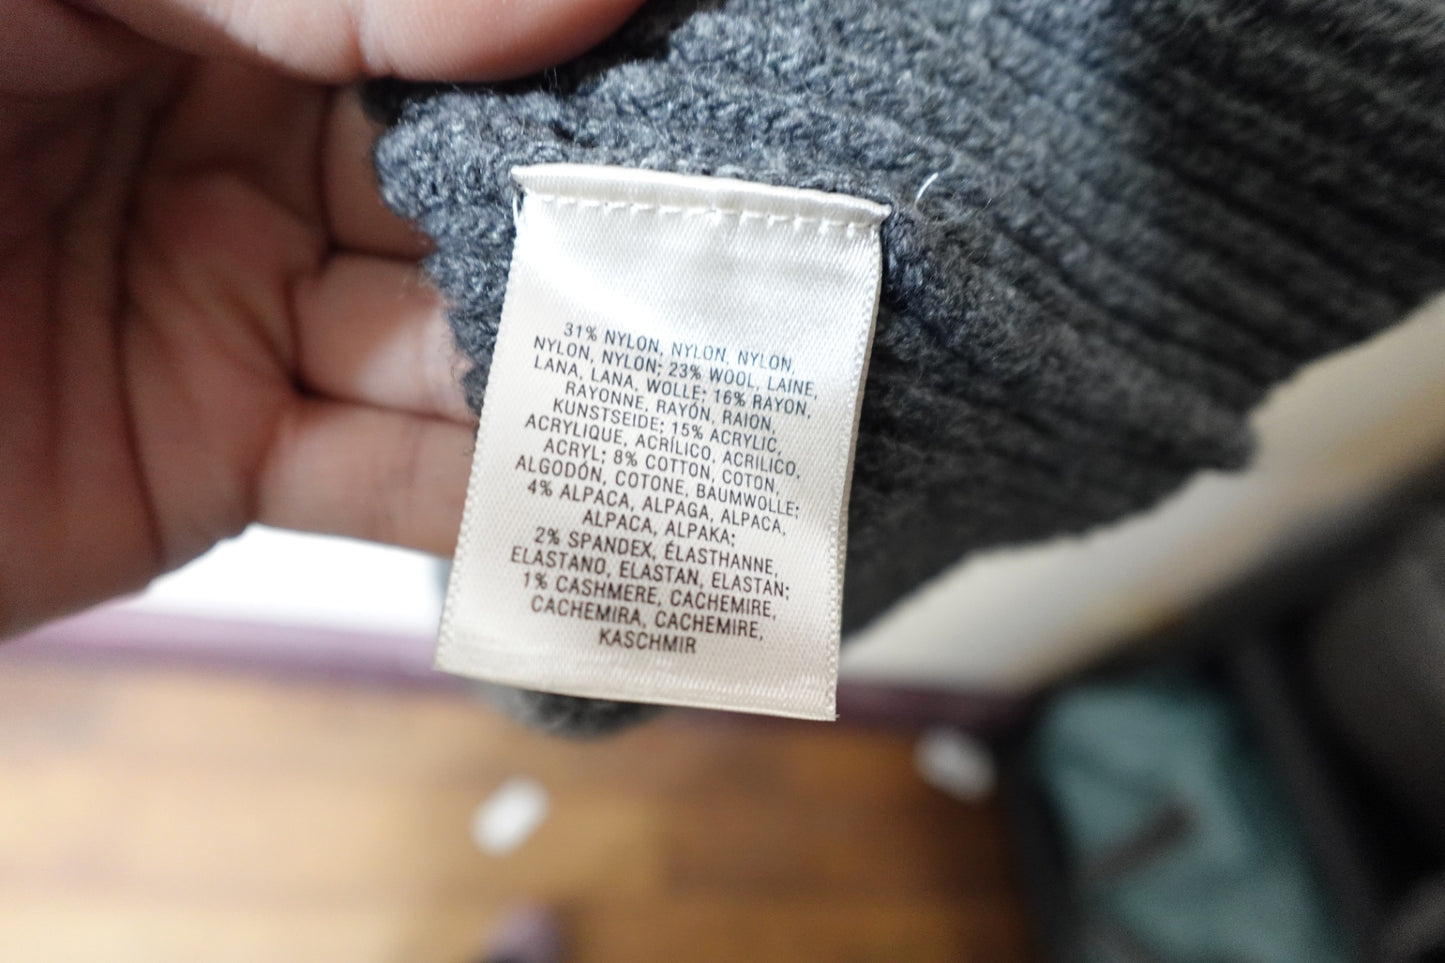 31% NYLON, NYLON, NYLON,
NYLON, NYLON; 23% WOOL, LAINE,
LANA, LANA, WOLLE; 16% RAYON,
RAYONNE, RAYÓN, RAION,
KUNSTSEIDE; 15% ACRYLIC,
ACRYLIQUE, ACRÍLICO, ACRILICO,
ACRYL; 8% COTTON, COTON,
ALGODÓN, COTONE, BAUMWOLLE;
4% ALPACA, ALPAGA, ALPACA,
ALPACA, ALPAKA;
2% SPANDEX, ÉLASTHANNE,
ELASTANO, ELASTAN, ELASTAN;
1% CASHMERE, CACHEMIRE,
CACHEMIRA, CACHEMIRE,
KASCHMIR